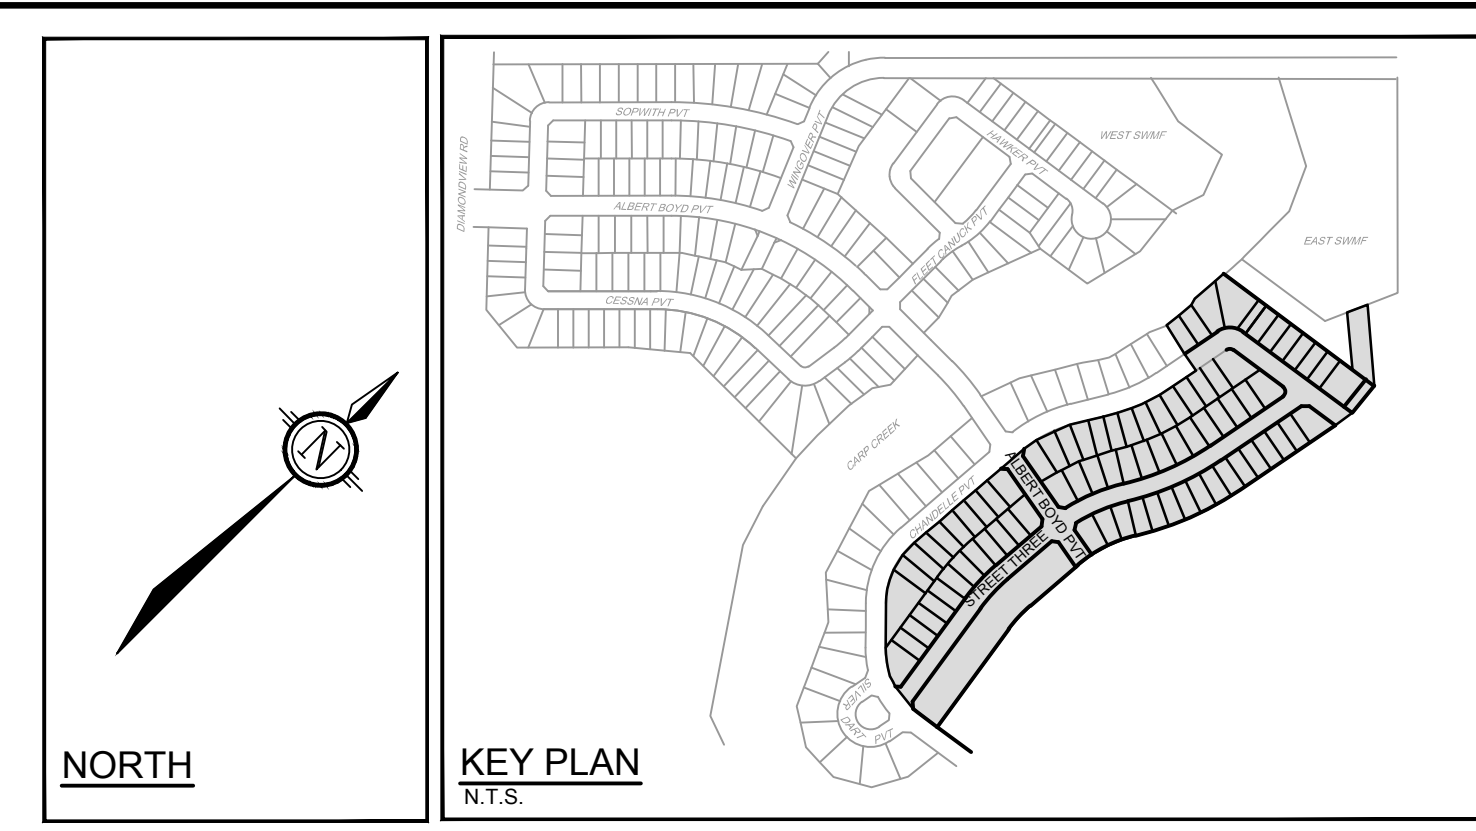 N
NORTH
SOPWITH PVT
WINGOVER PVT
HAWKER PVT
WEST SWMF
DIAMONDVIEW RD
ALBERT BOYD PVT
FLEET CANUCK PVT
EAST SWMF
CESSNA PVT
CARP CREEK
CHANDELLE PVT
ALBERT BOYD PVT
STREET THREE
SILVER
DART
PVT
KEY PLAN
N.T.S.